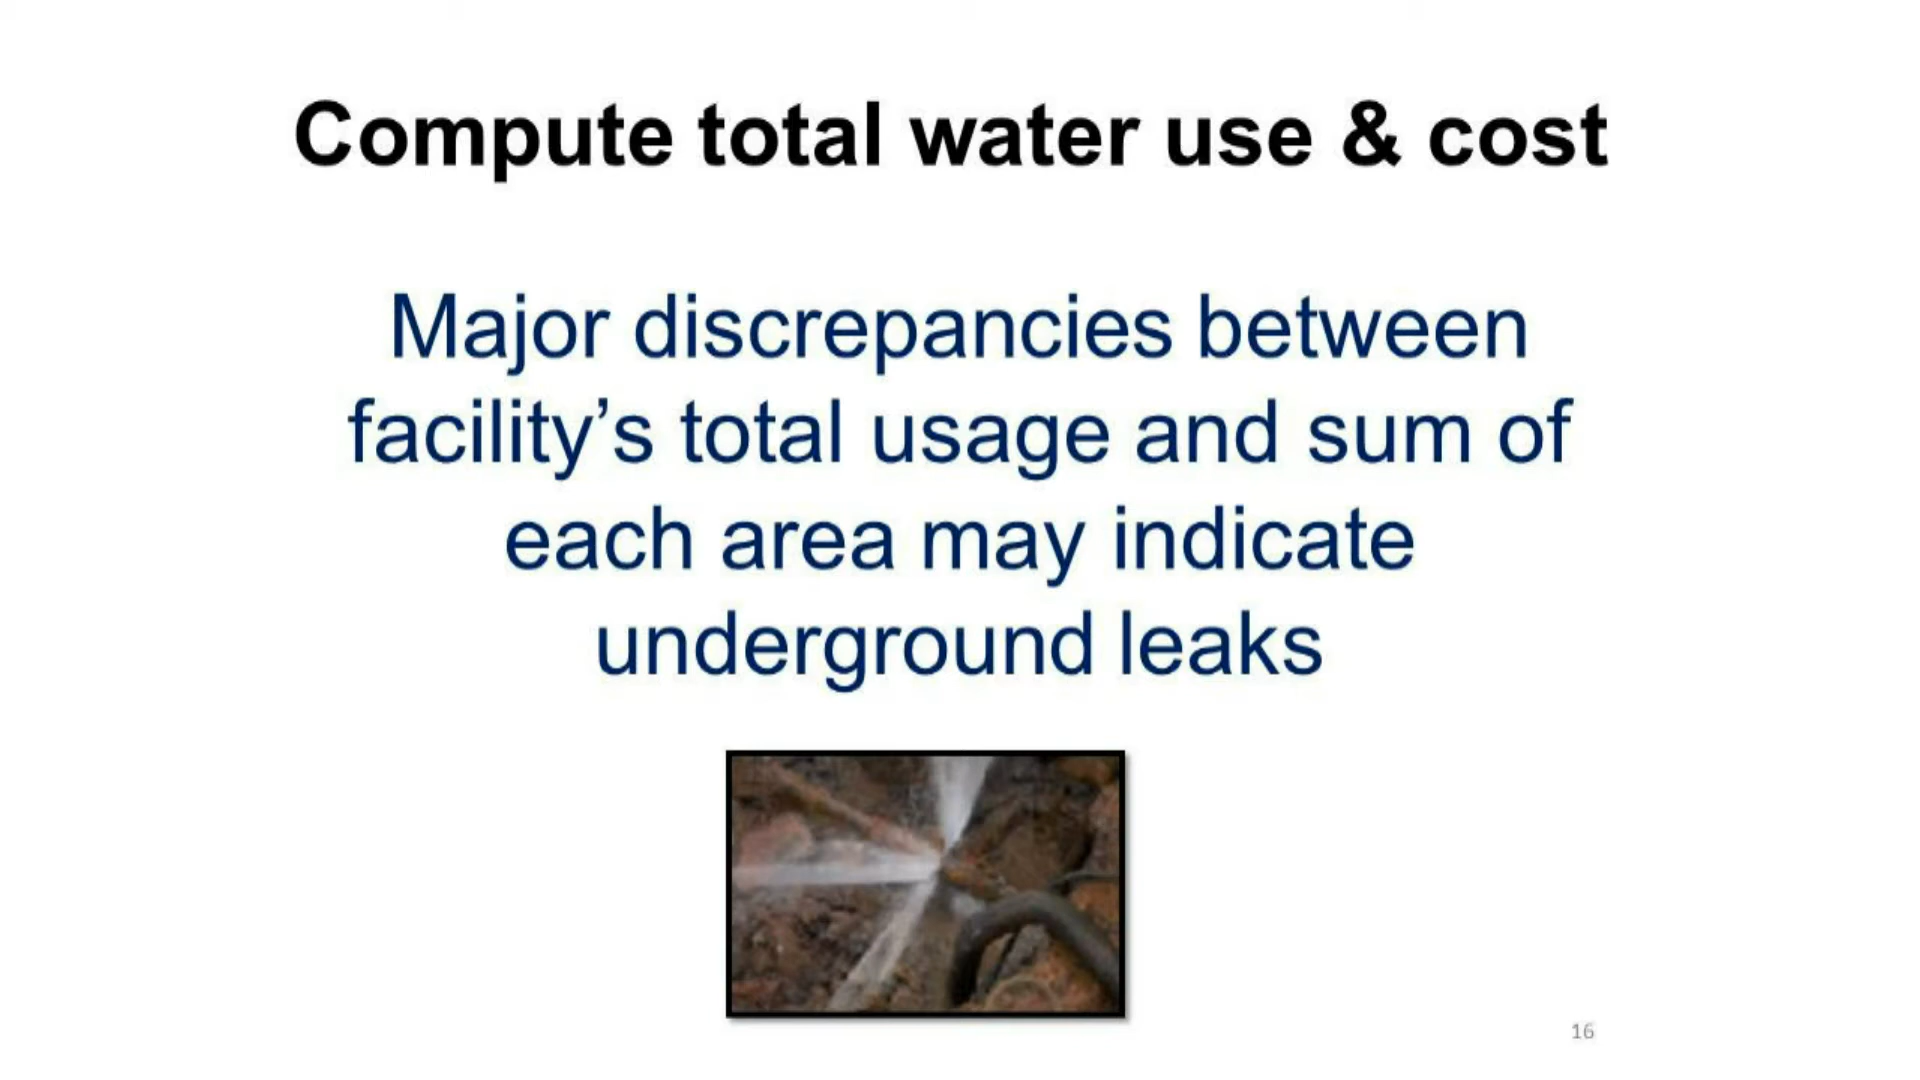 Compute total water use & cost
Major discrepancies between
facility’s total usage and sum of
each area may indicate
underground leaks
16